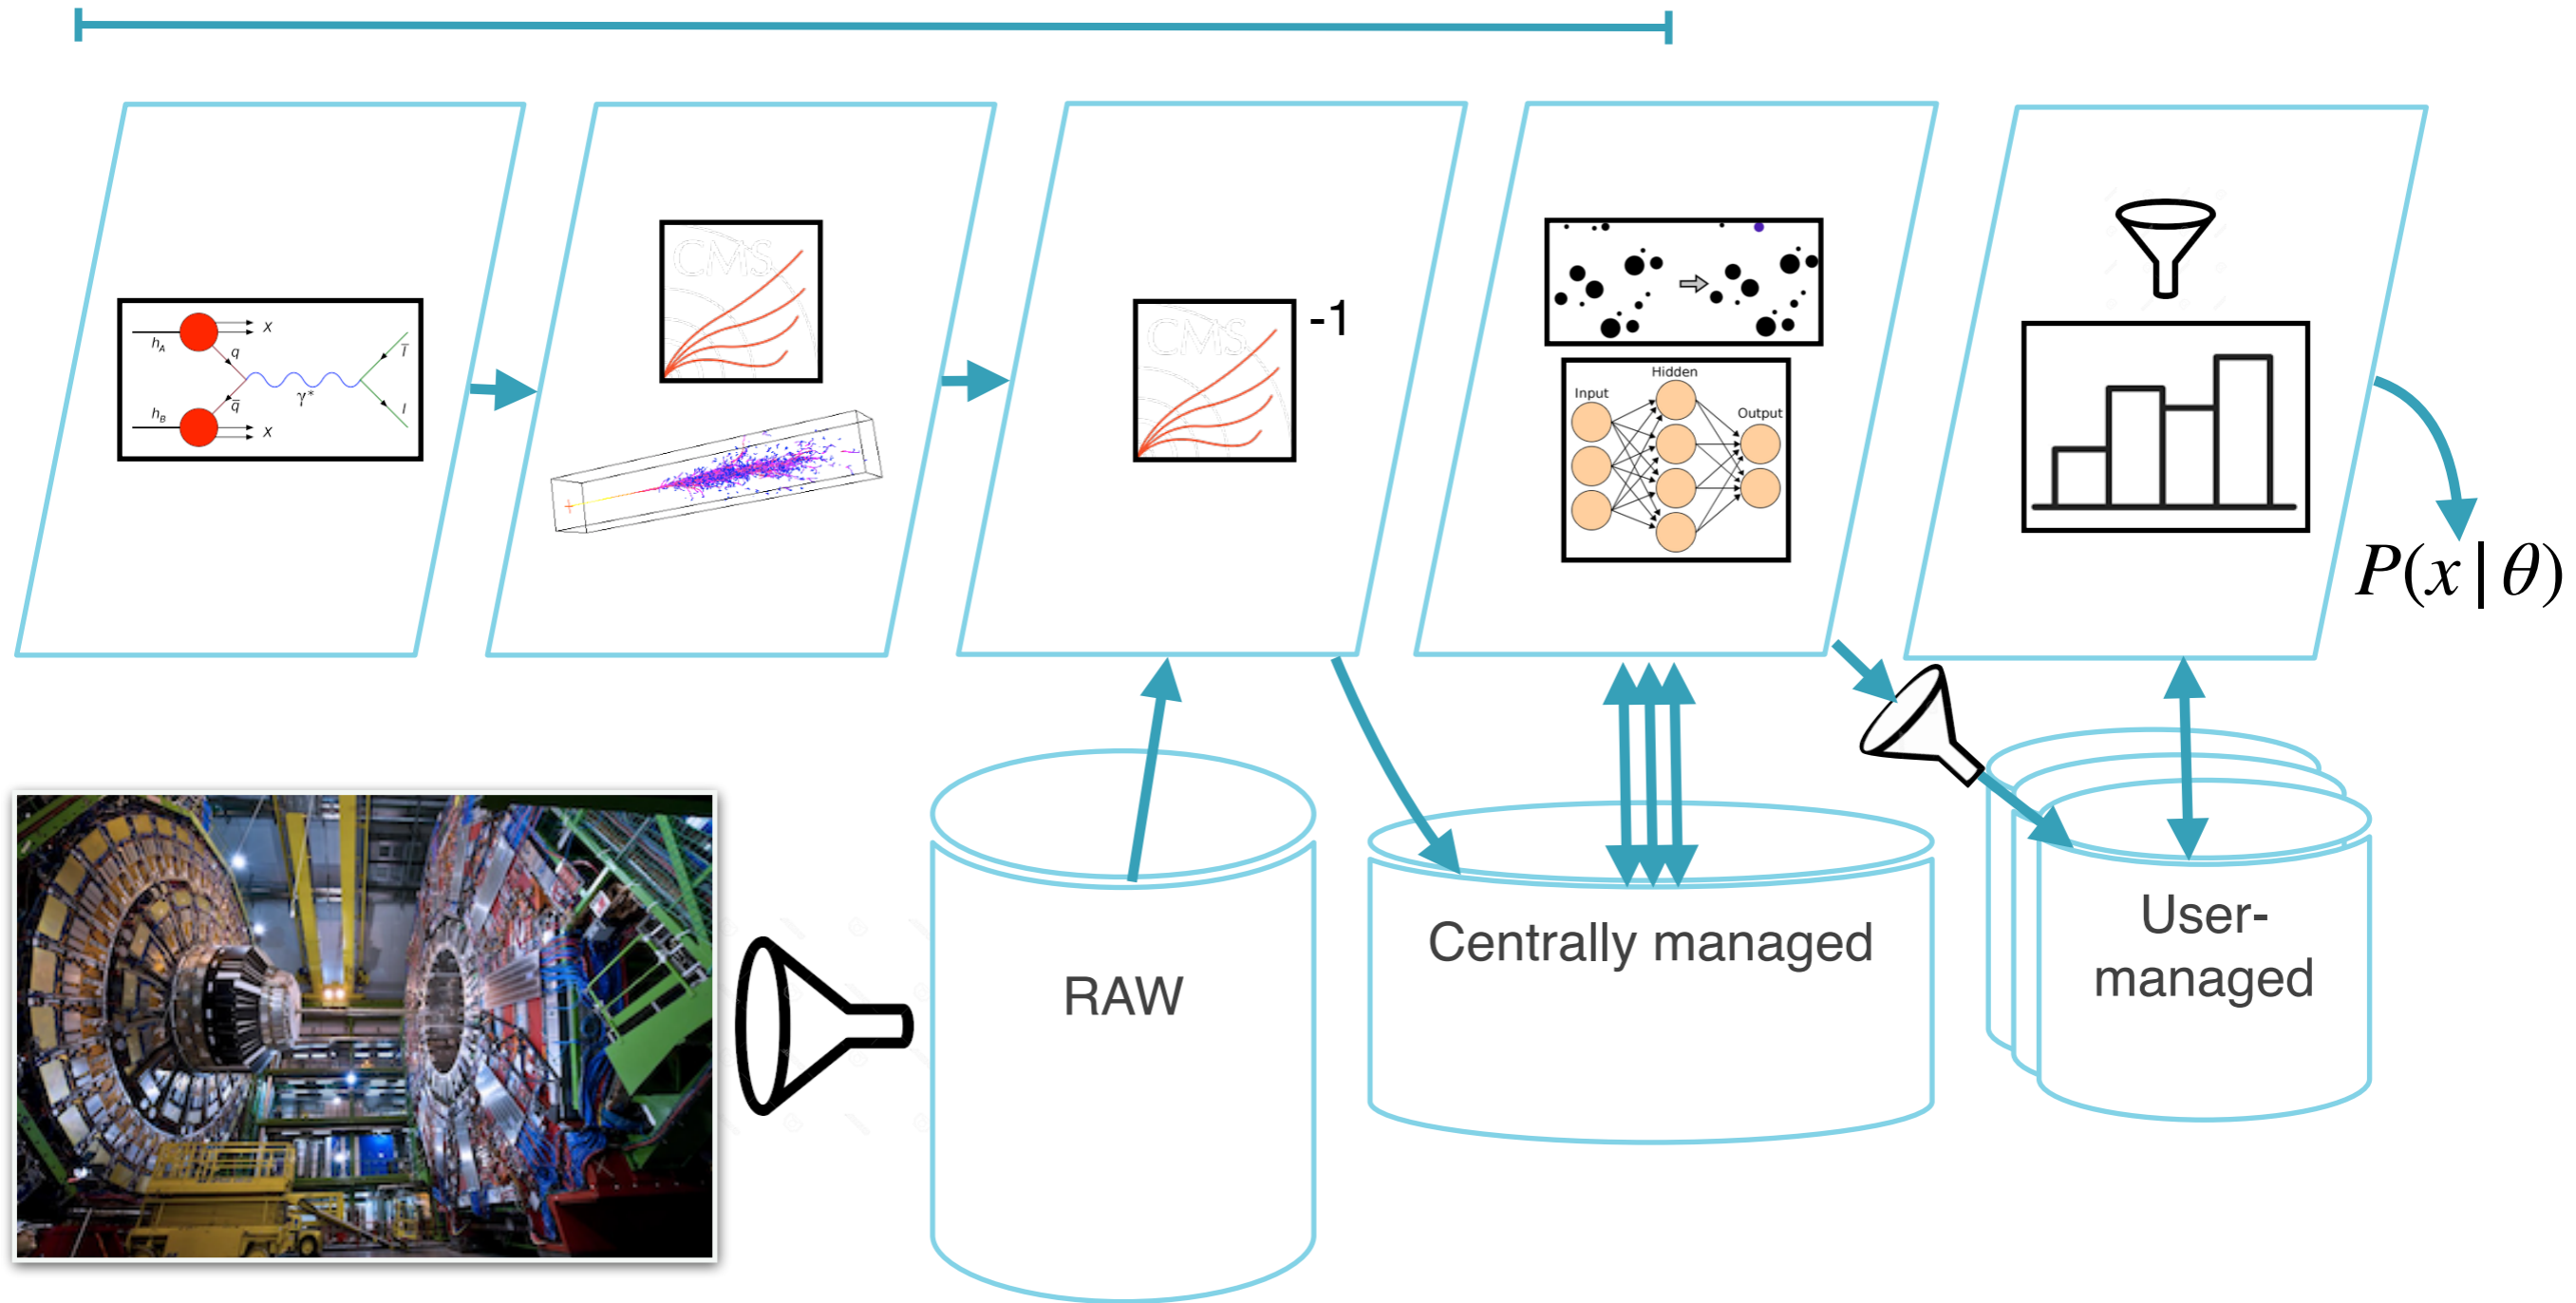 h_A
X
q
q̅
γ*
l̅
l
h_B
X
CMS
CMS
-1
Input
Hidden
Output
P(x | θ)
RAW
Centrally managed
User-
managed